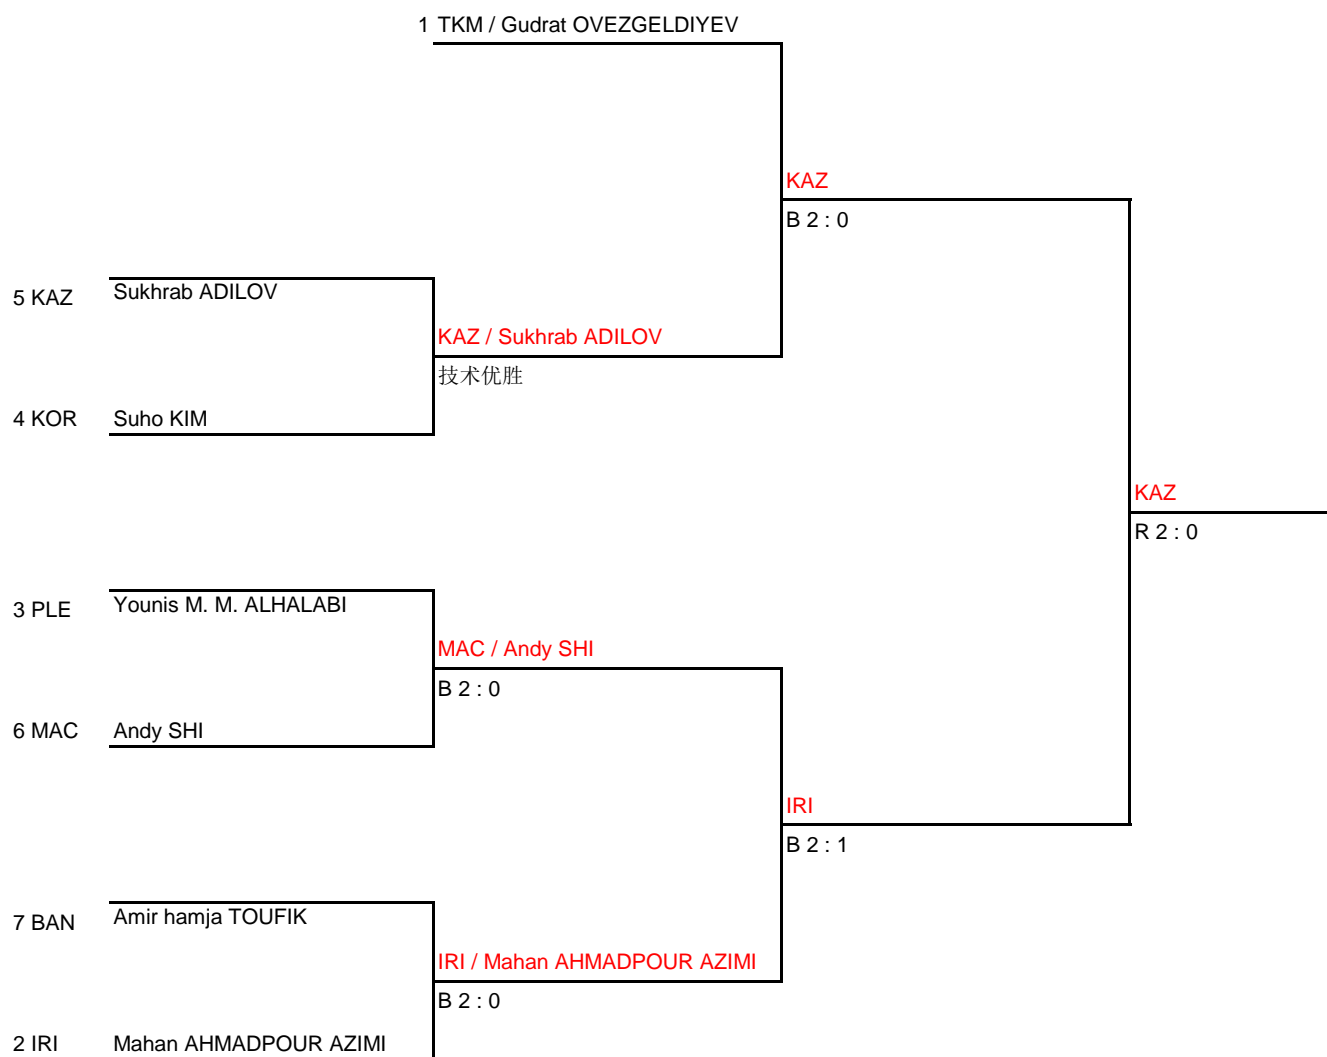 1 TKM / Gudrat OVEZGELDIYEV
KAZ
B 2 : 0
5 KAZ Sukhrab ADILOV
KAZ / Sukhrab ADILOV
技术优胜
4 KOR Suho KIM
KAZ
R 2 : 0
3 PLE Younis M. M. ALHALABI
MAC / Andy SHI
B 2 : 0
6 MAC Andy SHI
IRI
B 2 : 1
7 BAN Amir hamja TOUFIK
IRI / Mahan AHMADPOUR AZIMI
B 2 : 0
2 IRI Mahan AHMADPOUR AZIMI